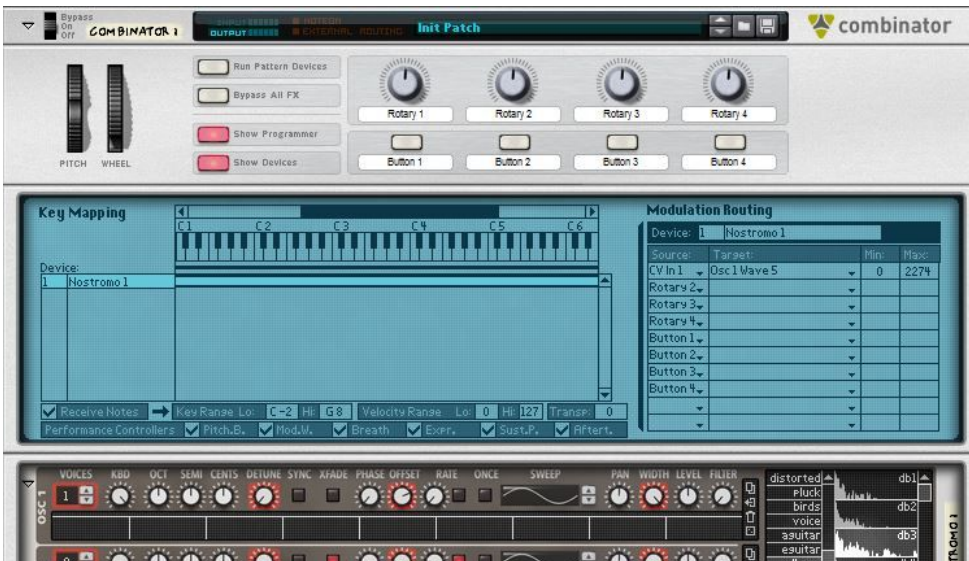 Bypass
On
Off
COMBINATOR 1
INPUT
OUTPUT
NOTEON
EXTERNAL ROUTING
Init Patch
combinator
PITCH WHEEL
Run Pattern Devices
Bypass All FX
Show Programmer
Show Devices
Rotary 1 Rotary 2 Rotary 3 Rotary 4
Button 1 Button 2 Button 3 Button 4
Key Mapping
C1 C2 C3 C4 C5 C6
Device:
1 Nostromo 1
Receive Notes Key Range Lo: C-2 Hi: G8 Velocity Range Lo: 0 Hi: 127 Transp: 0
Performance Controllers Pitch.B. Mod.W. Breath Expr. Sust.P. Aftert.
Modulation Routing
Device: 1 Nostromo 1
Source: Target: Min: Max:
CV In 1 Osc 1 Wave 5 0 2274
Rotary 2
Rotary 3
Rotary 4
Button 1
Button 2
Button 3
Button 4
VOICES KBD OCT SEMI CENTS DETUNE SYNC XFADE PHASE OFFSET RATE ONCE SWEEP PAN WIDTH LEVEL FILTER
OSC 1
1
distorted
pluck
birds
voice
aguitar
eguitar
db1
db2
db3